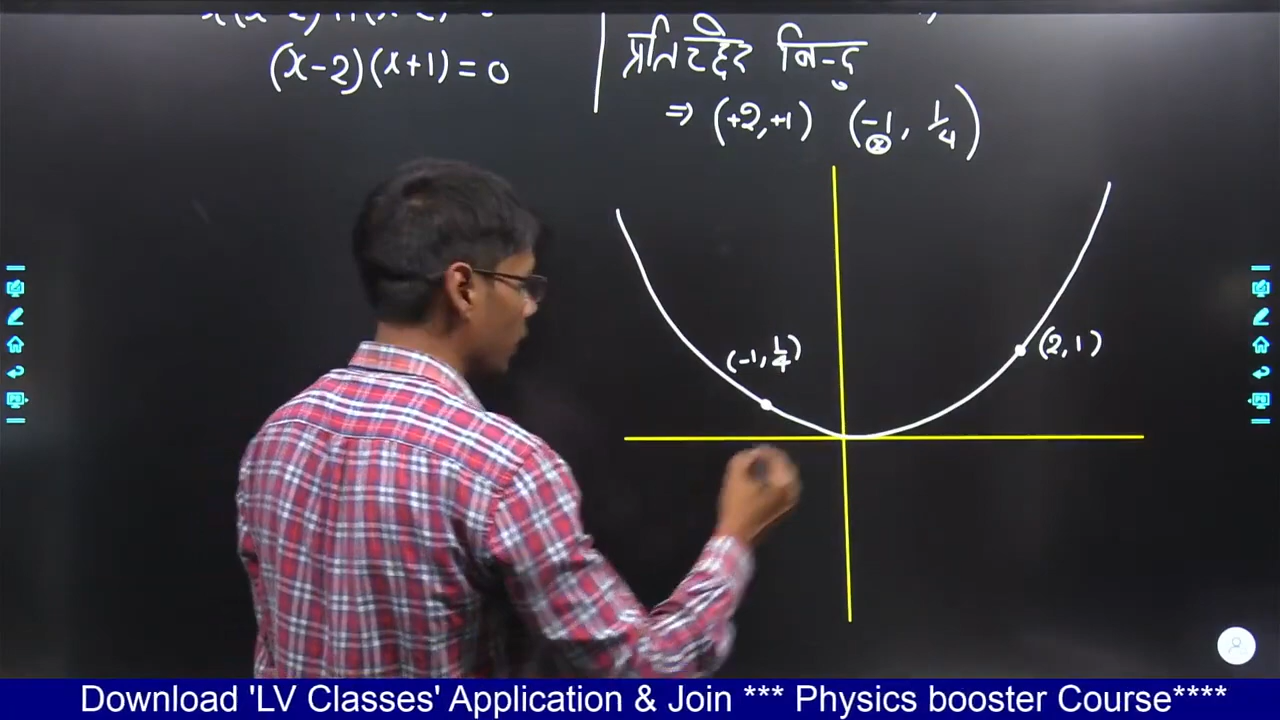 (x-2)(x+1)=0
प्रतिच्छेद बिन्दु
⇒ (+2,+1) (-1, 1/4)
(-1, 1/4)
(2,1)
Download 'LV Classes' Application & Join *** Physics booster Course****